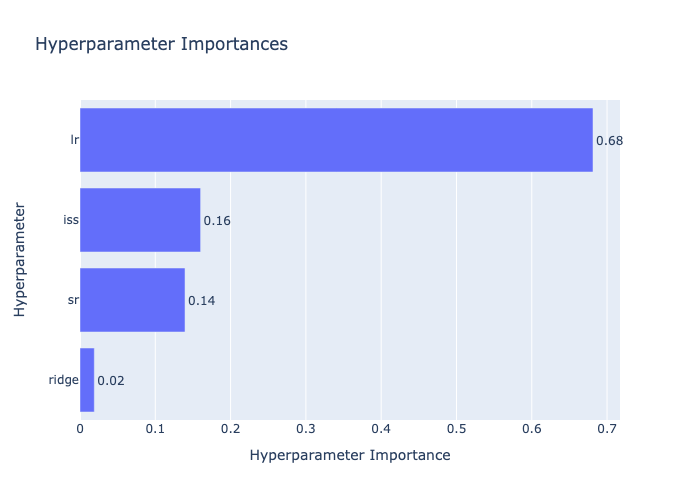 Hyperparameter Importances
Hyperparameter
lr
0.68
iss
0.16
sr
0.14
ridge
0.02
0 0.1 0.2 0.3 0.4 0.5 0.6 0.7
Hyperparameter Importance